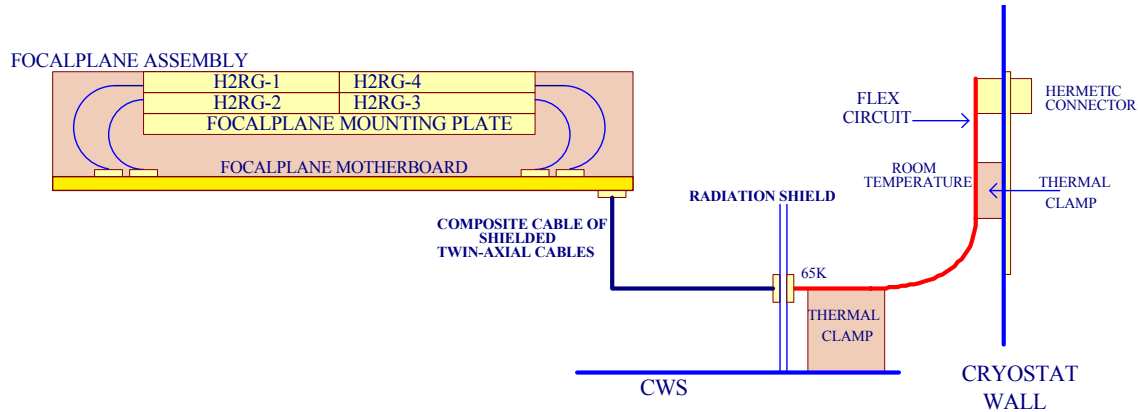 FOCALPLANE ASSEMBLY
H2RG-1
H2RG-4
H2RG-2
H2RG-3
FOCALPLANE MOUNTING PLATE
FOCALPLANE MOTHERBOARD
COMPOSITE CABLE OF
SHIELDED
TWIN-AXIAL CABLES
RADIATION SHIELD
65K
THERMAL
CLAMP
CWS
FLEX
CIRCUIT
ROOM
TEMPERATURE
HERMETIC
CONNECTOR
THERMAL
CLAMP
CRYOSTAT
WALL